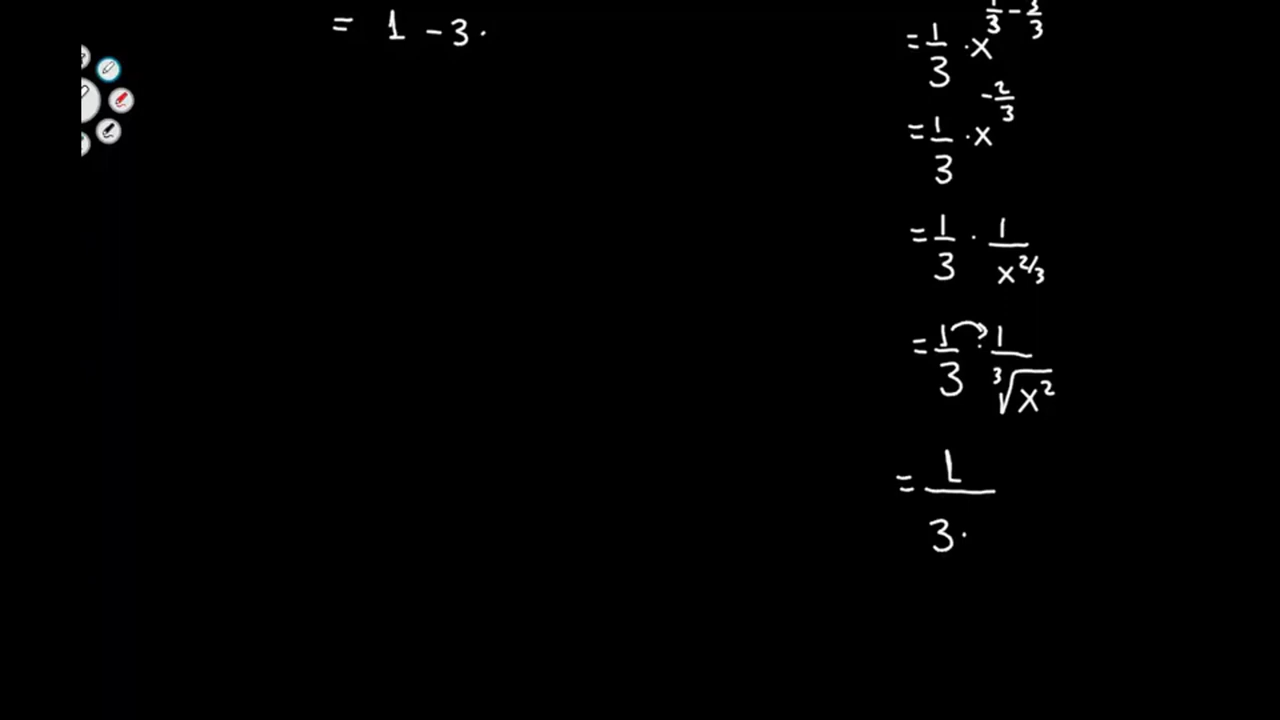 = 1 - 3 ·
= 1/3 · x^(1/3 - 3/3)
= 1/3 · x^(-2/3)
= 1/3 · 1/x^(2/3)
= 1/3 · 1/∛x²
= 1/3 ·